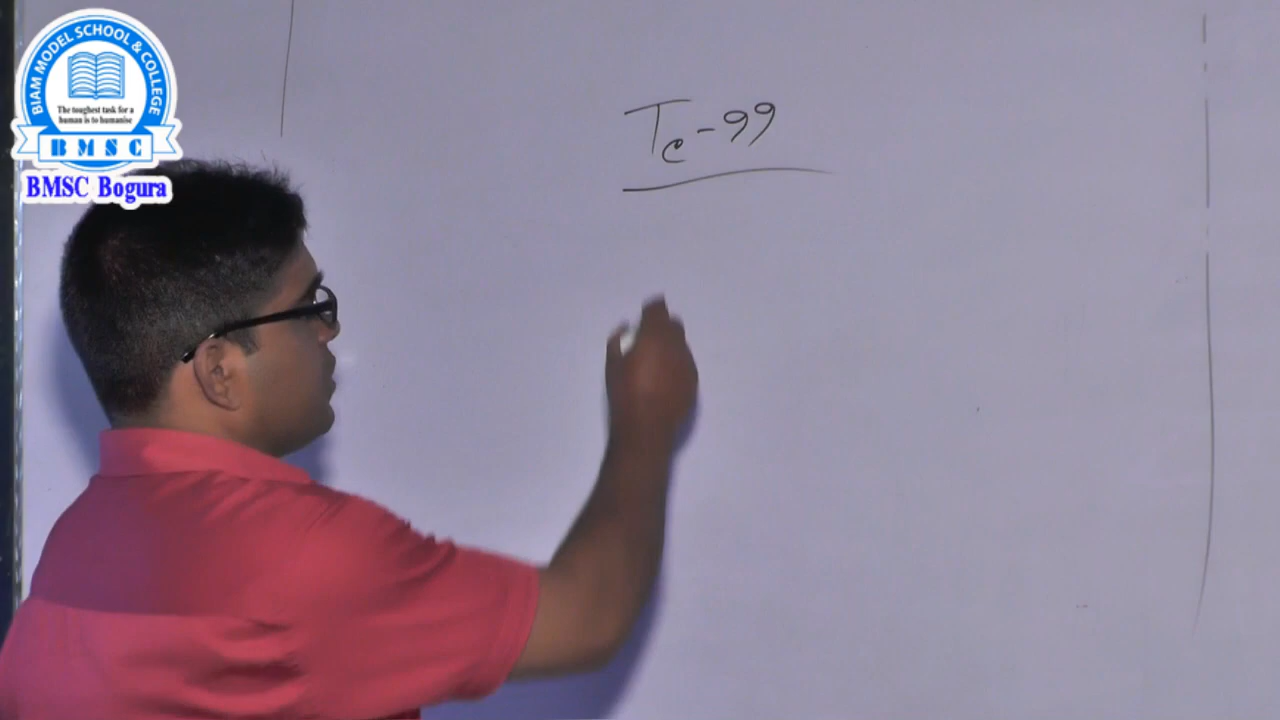 BIAM MODEL SCHOOL & COLLEGE
The toughest task for a
human is to humanise
BMSC
BMSC Bogura
Tc-99